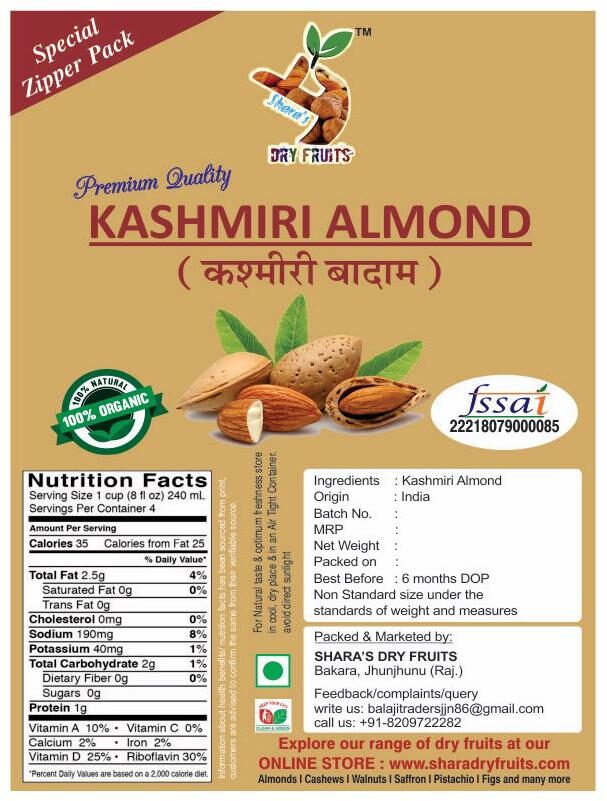 Special
Zipper Pack
TM
Shara's
DRY FRUITS
Premium Quality
KASHMIRI ALMOND
( कश्मीरी बादाम )
100% NATURAL
100% ORGANIC
fssai
22218079000085
Nutrition Facts
Serving Size 1 cup (8 fl oz) 240 mL
Servings Per Container 4
Amount Per Serving
Calories 35 Calories from Fat 25
% Daily Value*
Total Fat 2.5g 4%
Saturated Fat 0g 0%
Trans Fat 0g
Cholesterol 0mg 0%
Sodium 190mg 8%
Potassium 40mg 1%
Total Carbohydrate 2g 1%
Dietary Fiber 0g 0%
Sugars 0g
Protein 1g
Vitamin A 10% • Vitamin C 0%
Calcium 2% • Iron 2%
Vitamin D 25% • Riboflavin 30%
*Percent Daily Values are based on a 2,000 calorie diet.
Information about health benefits/ nutrition facts has been sourced from print,
customers are advised to confirm the same from their verifiable source.
For Natural taste & optimum freshness store
in cool, dry place & in an Air Tight Container.
avoid direct sunlight
KEEP YOUR CITY
CLEAN & GREEN
Ingredients : Kashmiri Almond
Origin : India
Batch No. :
MRP :
Net Weight :
Packed on :
Best Before : 6 months DOP
Non Standard size under the
standards of weight and measures
Packed & Marketed by:
SHARA'S DRY FRUITS
Bakara, Jhunjhunu (Raj.)
Feedback/complaints/query
write us: balajitradersjjn86@gmail.com
call us: +91-8209722282
Explore our range of dry fruits at our
ONLINE STORE : www.sharadryfruits.com
Almonds I Cashews I Walnuts I Saffron I Pistachio I Figs and many more